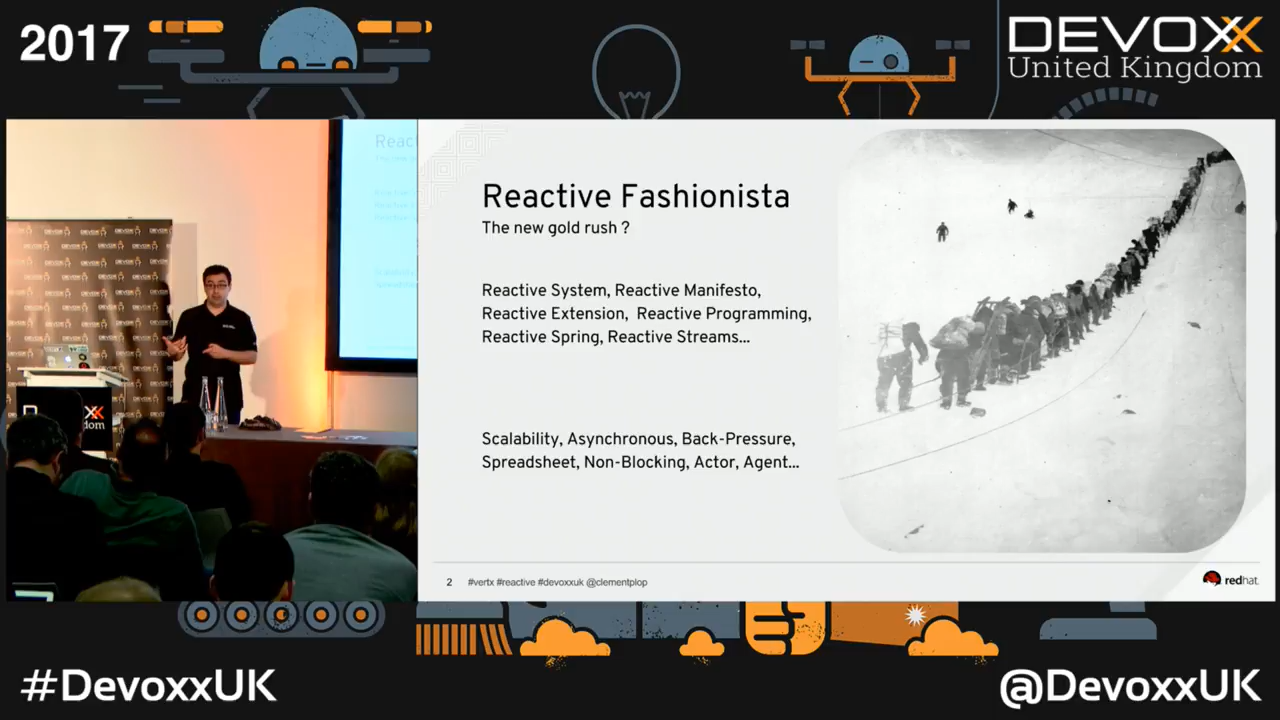 2017
DEVOXX
United Kingdom
Reactive Fashionista
The new gold rush ?
Reactive System, Reactive Manifesto,
Reactive Extension, Reactive Programming,
Reactive Spring, Reactive Streams...
Scalability, Asynchronous, Back-Pressure,
Spreadsheet, Non-Blocking, Actor, Agent...
2 #vertx #reactive #devoxxuk @clementplop
redhat.
#DevoxxUK
@DevoxxUK